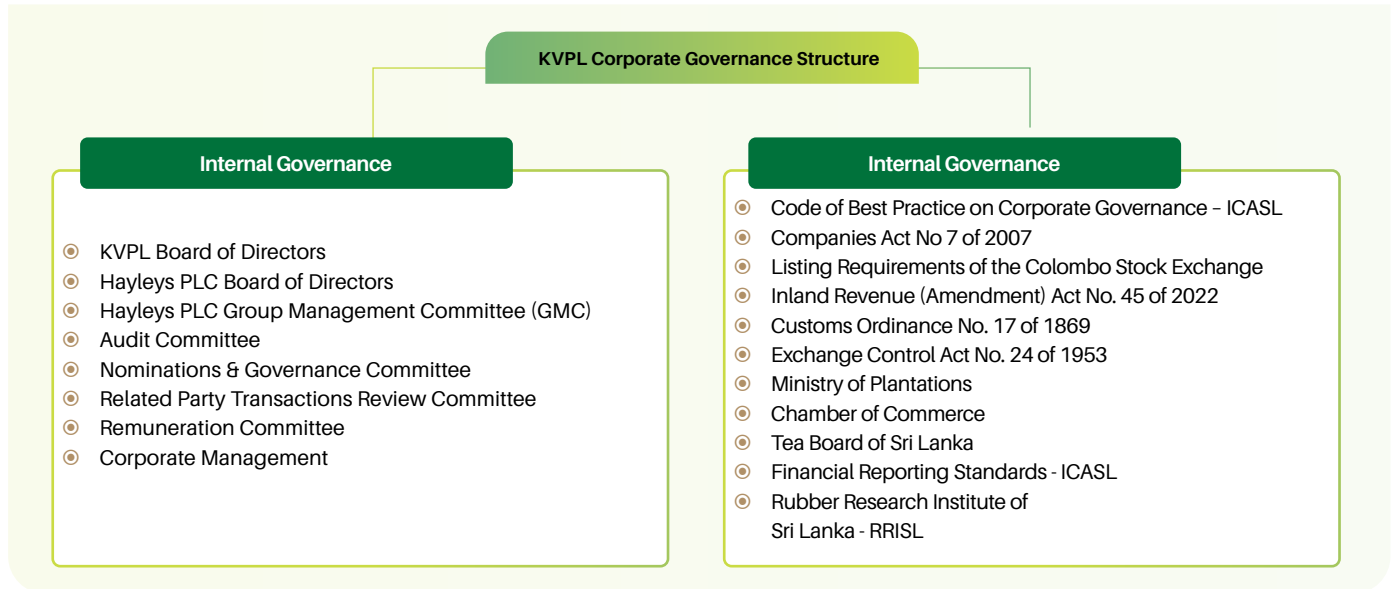 KVPL Corporate Governance Structure
Internal Governance
KVPL Board of Directors
Hayleys PLC Board of Directors
Hayleys PLC Group Management Committee (GMC)
Audit Committee
Nominations & Governance Committee
Related Party Transactions Review Committee
Remuneration Committee
Corporate Management
Internal Governance
Code of Best Practice on Corporate Governance – ICASL
Companies Act No 7 of 2007
Listing Requirements of the Colombo Stock Exchange
Inland Revenue (Amendment) Act No. 45 of 2022
Customs Ordinance No. 17 of 1869
Exchange Control Act No. 24 of 1953
Ministry of Plantations
Chamber of Commerce
Tea Board of Sri Lanka
Financial Reporting Standards - ICASL
Rubber Research Institute of
Sri Lanka - RRISL